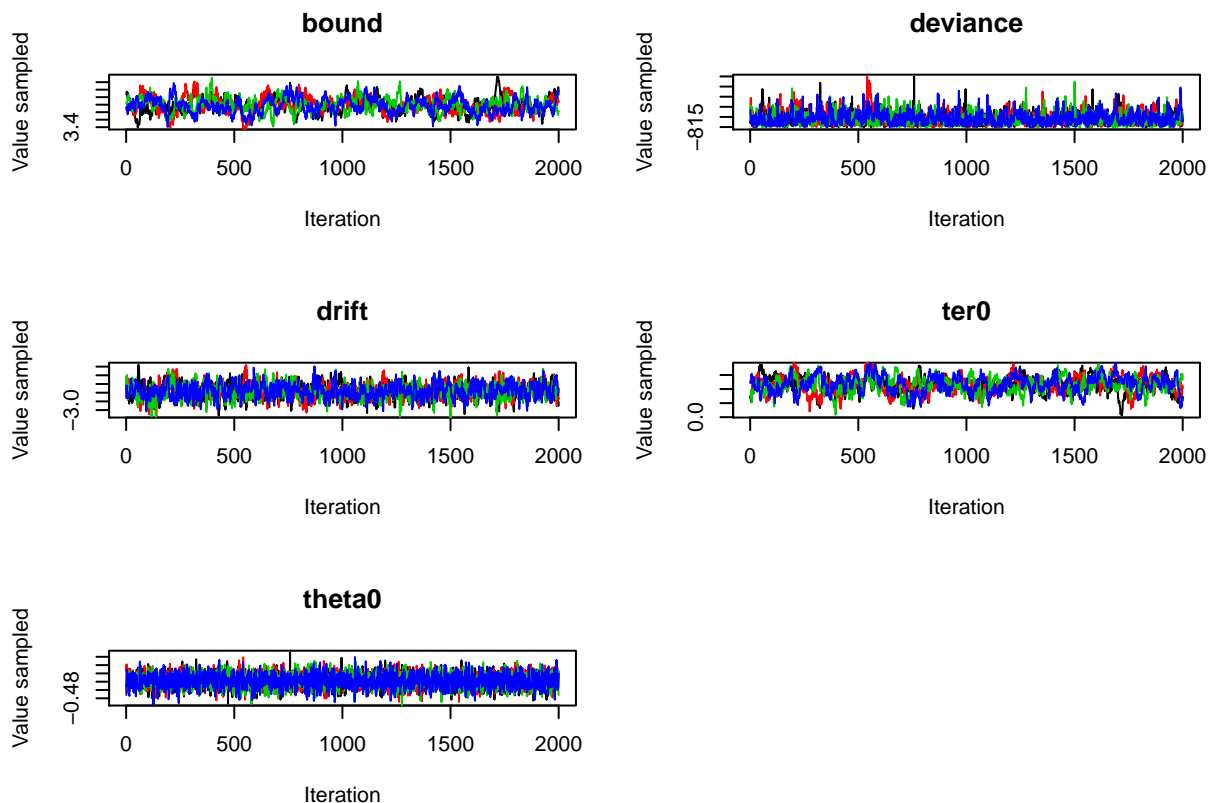 bound
Value sampled
3.4
0 500 1000 1500 2000
Iteration
deviance
Value sampled
−815
0 500 1000 1500 2000
Iteration
drift
Value sampled
−3.0
0 500 1000 1500 2000
Iteration
ter0
Value sampled
0.0
0 500 1000 1500 2000
Iteration
theta0
Value sampled
−0.48
0 500 1000 1500 2000
Iteration